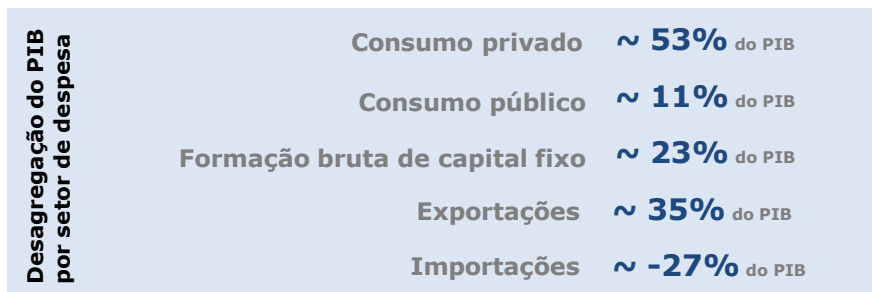 Desagregação do PIB
por setor de despesa
Consumo privado ~ 53% do PIB
Consumo público ~ 11% do PIB
Formação bruta de capital fixo ~ 23% do PIB
Exportações ~ 35% do PIB
Importações ~ -27% do PIB